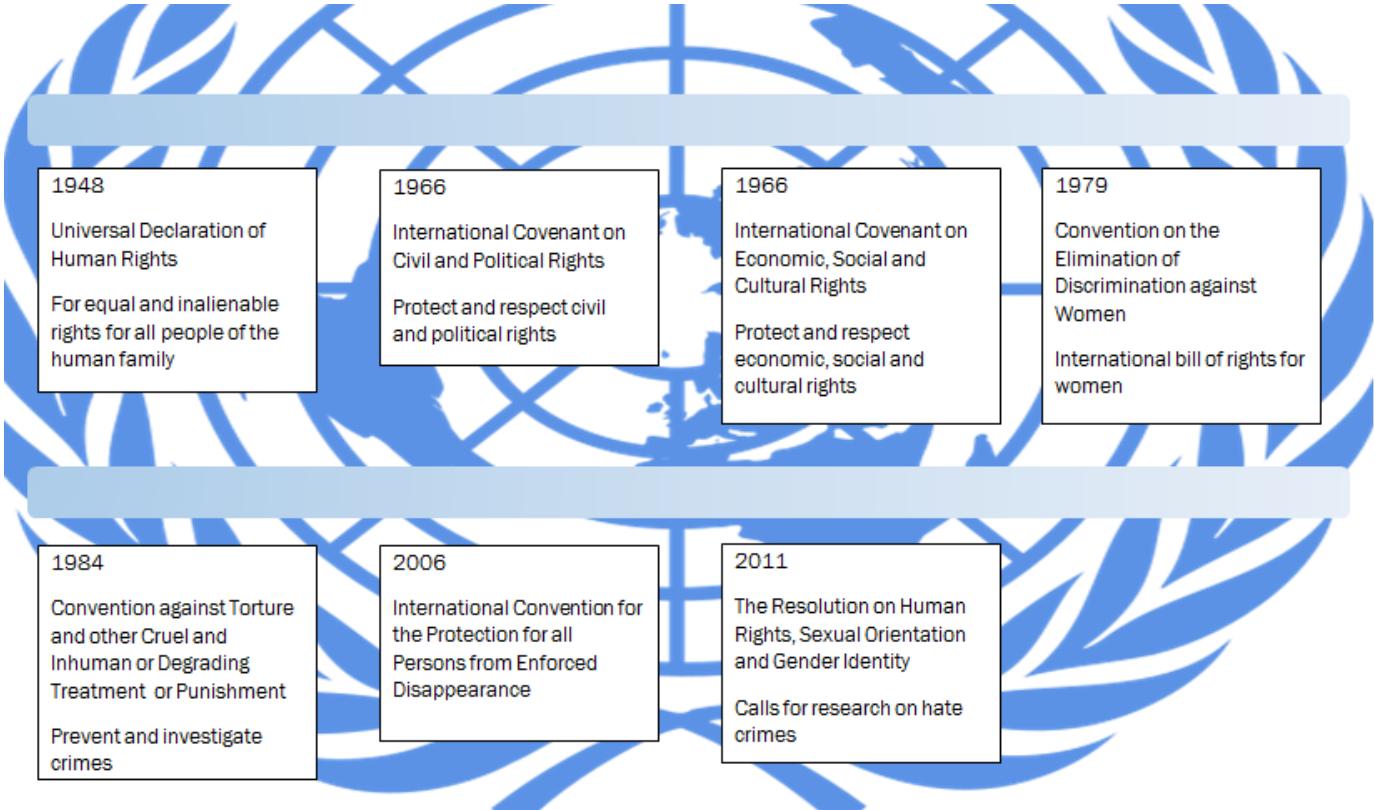 1948
Universal Declaration of
Human Rights
For equal and inalienable
rights for all people of the
human family
1966
International Covenant on
Civil and Political Rights
Protect and respect civil
and political rights
1966
International Covenant on
Economic, Social and
Cultural Rights
Protect and respect
economic, social and
cultural rights
1979
Convention on the
Elimination of
Discrimination against
Women
International bill of rights for
women
1984
Convention against Torture
and other Cruel and
Inhuman or Degrading
Treatment or Punishment
Prevent and investigate
crimes
2006
International Convention for
the Protection for all
Persons from Enforced
Disappearance
2011
The Resolution on Human
Rights, Sexual Orientation
and Gender Identity
Calls for research on hate
crimes